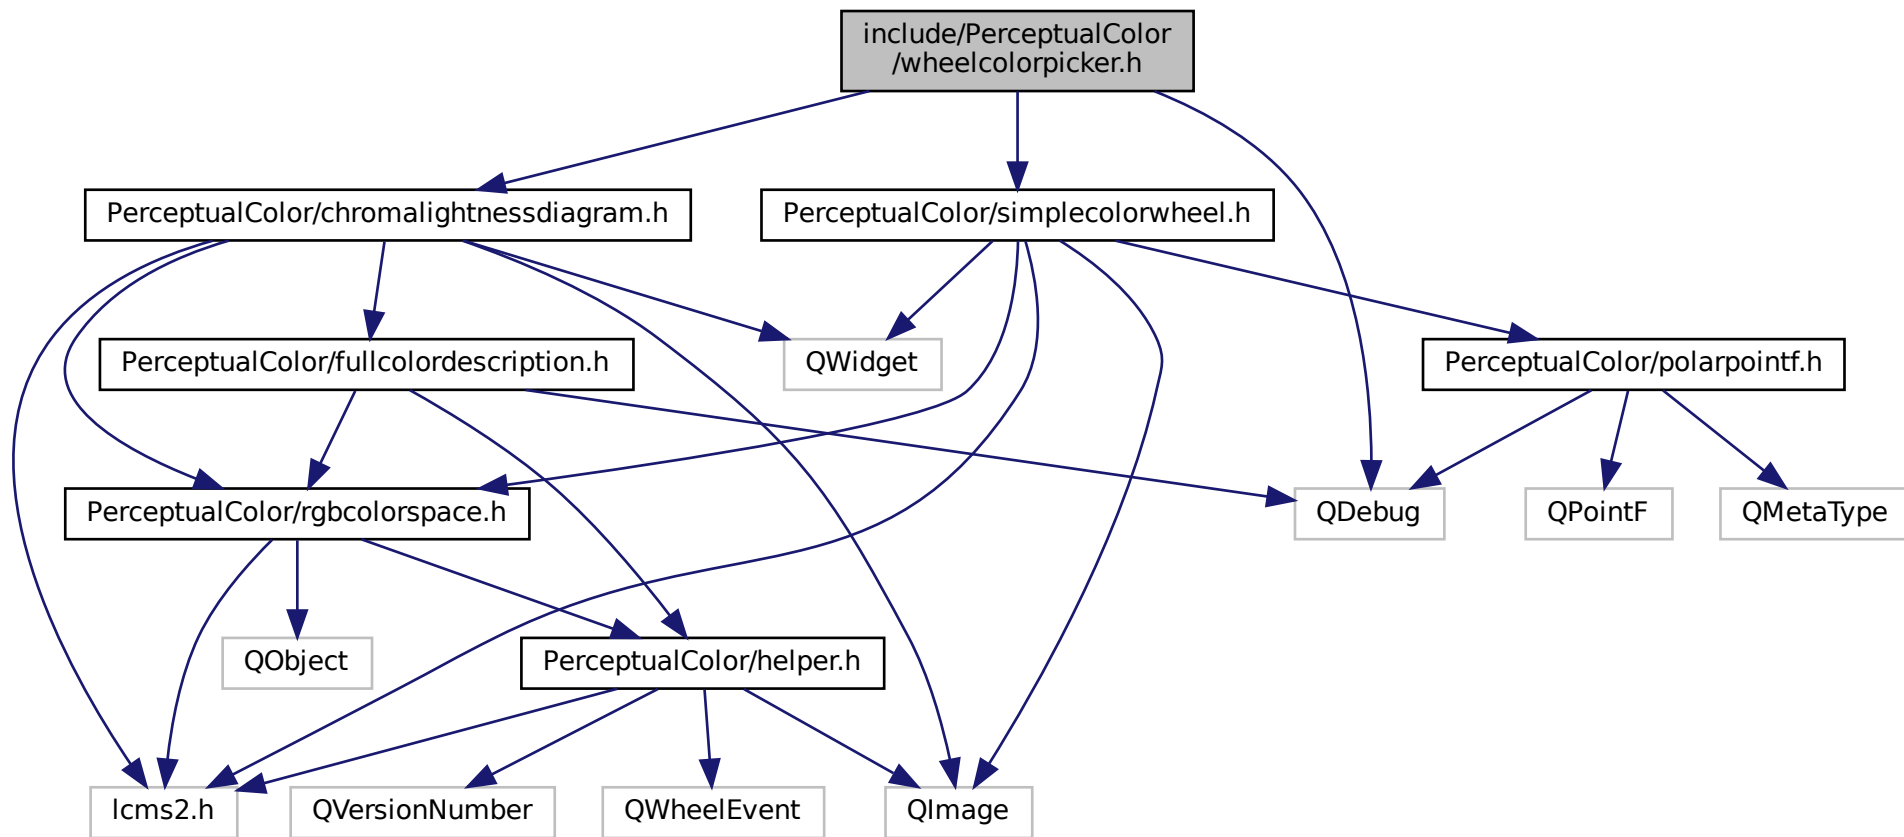 include/PerceptualColor
/wheelcolorpicker.h
PerceptualColor/chromalightnessdiagram.h
PerceptualColor/simplecolorwheel.h
PerceptualColor/fullcolordescription.h
QWidget
PerceptualColor/polarpointf.h
PerceptualColor/rgbcolorspace.h
QDebug
QPointF
QMetaType
QObject
PerceptualColor/helper.h
lcms2.h
QVersionNumber
QWheelEvent
QImage